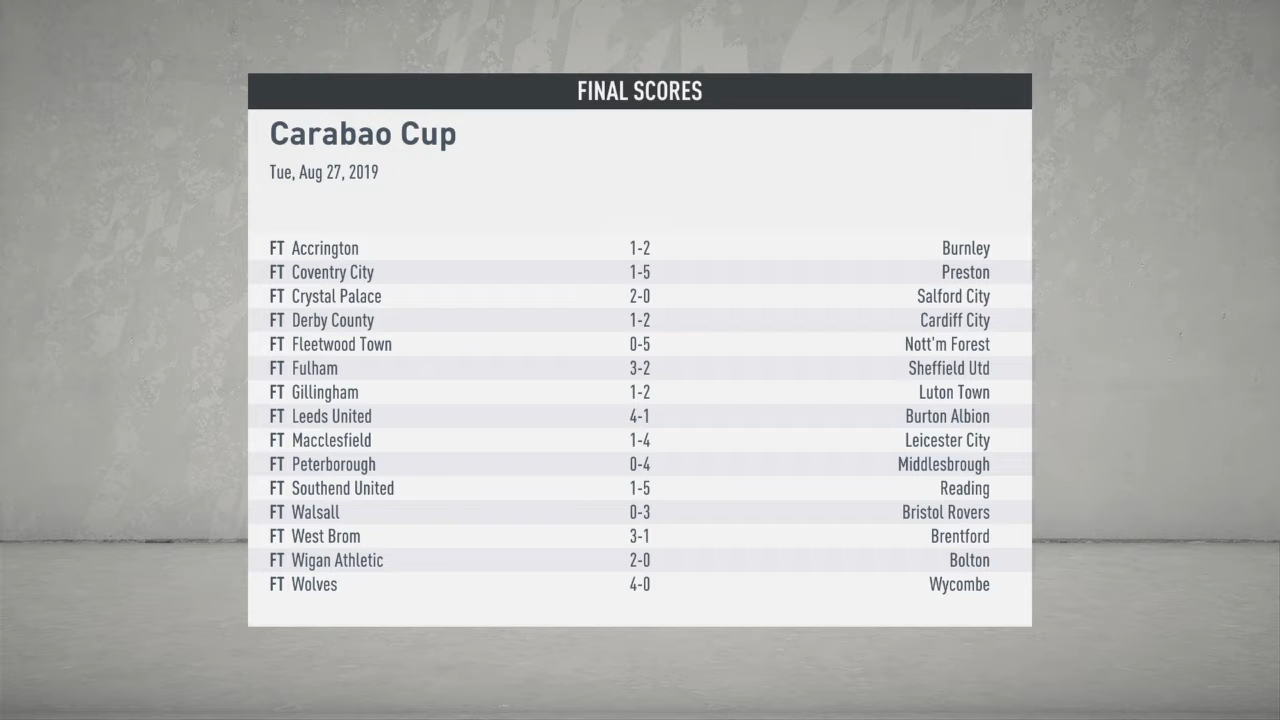 FINAL SCORES
Carabao Cup
Tue, Aug 27, 2019
FT Accrington 1-2 Burnley
FT Coventry City 1-5 Preston
FT Crystal Palace 2-0 Salford City
FT Derby County 1-2 Cardiff City
FT Fleetwood Town 0-5 Nott'm Forest
FT Fulham 3-2 Sheffield Utd
FT Gillingham 1-2 Luton Town
FT Leeds United 4-1 Burton Albion
FT Macclesfield 1-4 Leicester City
FT Peterborough 0-4 Middlesbrough
FT Southend United 1-5 Reading
FT Walsall 0-3 Bristol Rovers
FT West Brom 3-1 Brentford
FT Wigan Athletic 2-0 Bolton
FT Wolves 4-0 Wycombe